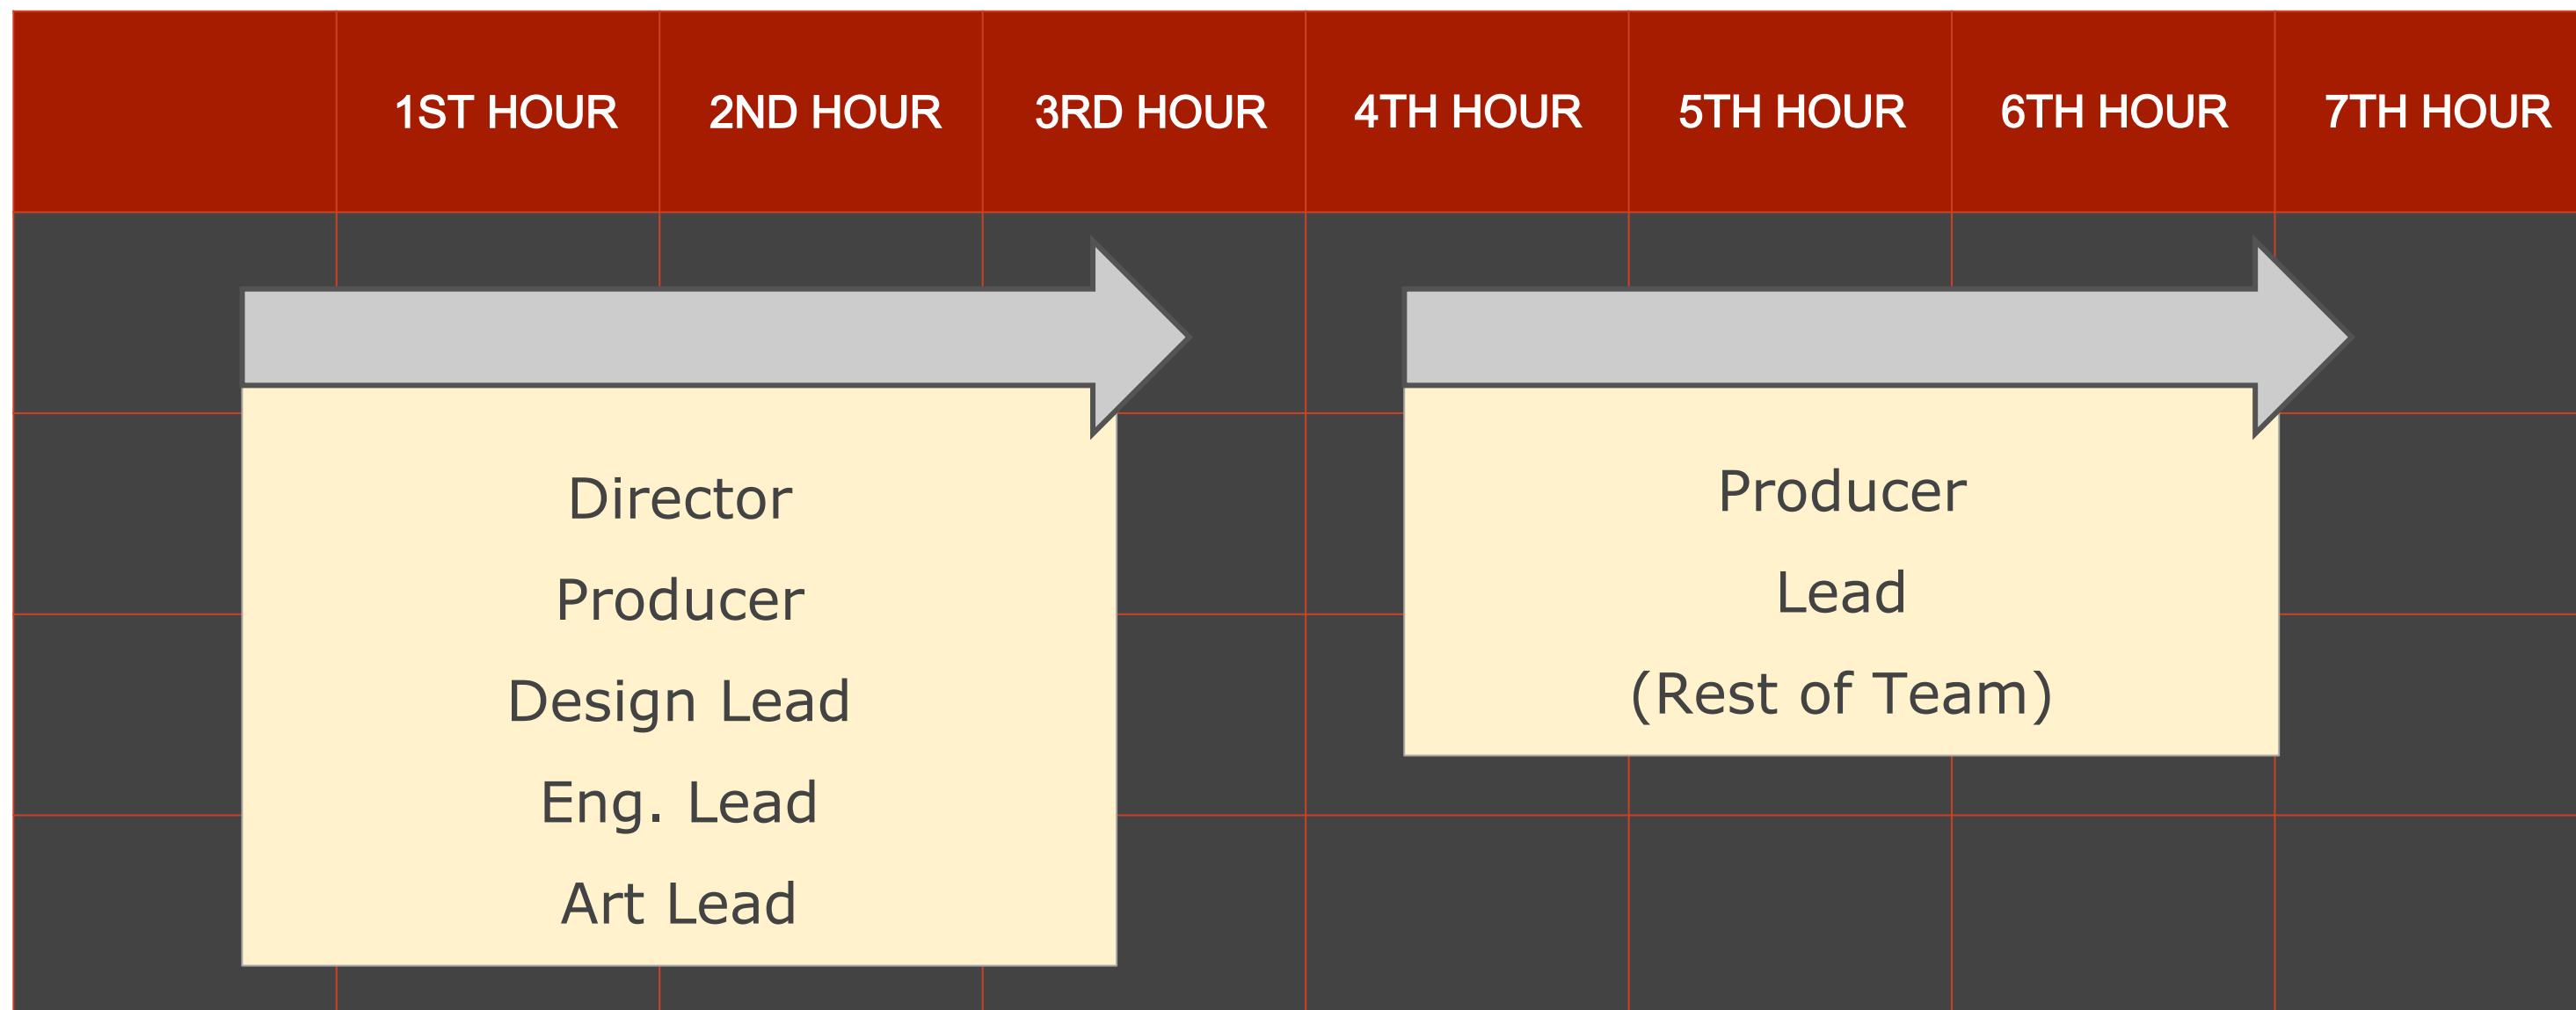 1ST HOUR 2ND HOUR 3RD HOUR 4TH HOUR 5TH HOUR 6TH HOUR 7TH HOUR
Director
Producer
Design Lead
Eng. Lead
Art Lead
Producer
Lead
(Rest of Team)